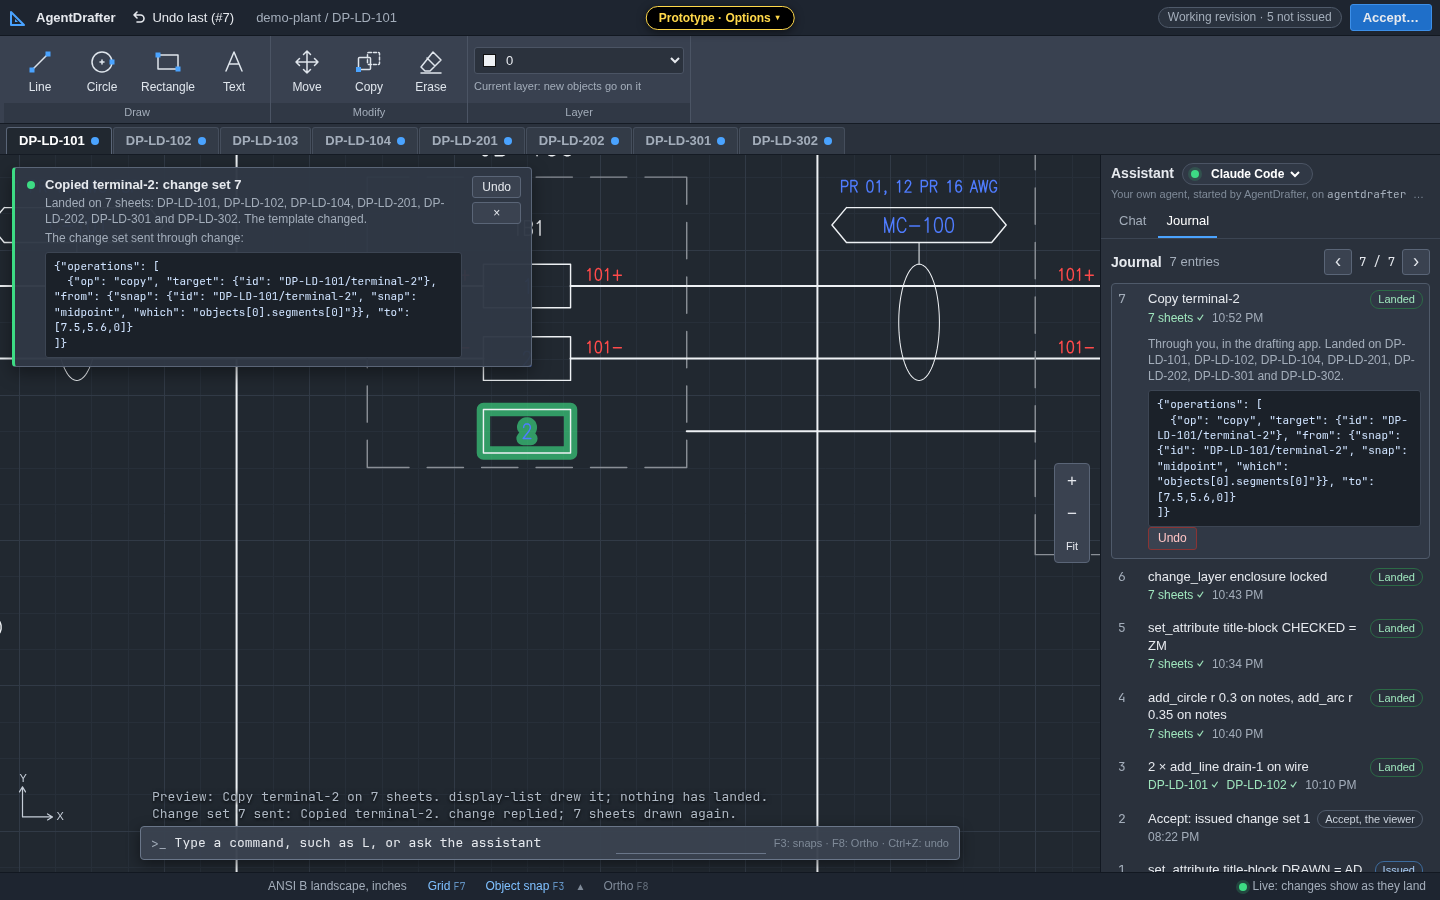 AgentDrafter
Undo last (#7)
demo-plant / DP-LD-101
Prototype · Options ▾
Working revision · 5 not issued
Accept…
Line
Circle
Rectangle
Text
Move
Copy
Erase
0
Current layer: new objects go on it
Draw
Modify
Layer
DP-LD-101
DP-LD-102
DP-LD-103
DP-LD-104
DP-LD-201
DP-LD-202
DP-LD-301
DP-LD-302
Copied terminal-2: change set 7
Landed on 7 sheets: DP-LD-101, DP-LD-102, DP-LD-104, DP-LD-201, DP-
LD-202, DP-LD-301 and DP-LD-302. The template changed.
The change set sent through change:
{"operations": [
{"op": "copy", "target": {"id": "DP-LD-101/terminal-2"},
"from": {"snap": {"id": "DP-LD-101/terminal-2", "snap":
"midpoint", "which": "objects[0].segments[0]"}}, "to":
[7.5,5.6,0]}
]}
Undo
×
PR 01, 12 PR 16 AWG
MC-100
101+
101+
101-
101-
2
+
−
Fit
Y
X
Preview: Copy terminal-2 on 7 sheets. display-list drew it; nothing has landed.
Change set 7 sent: Copied terminal-2. change replied; 7 sheets drawn again.
>_ Type a command, such as L, or ask the assistant
F3: snaps · F8: Ortho · Ctrl+Z: undo
Assistant
Claude Code
Your own agent, started by AgentDrafter, on agentdrafter …
Chat
Journal
Journal 7 entries
‹ 7 / 7 ›
7 Copy terminal-2 Landed
7 sheets ✓ 10:52 PM
Through you, in the drafting app. Landed on DP-
LD-101, DP-LD-102, DP-LD-104, DP-LD-201, DP-
LD-202, DP-LD-301 and DP-LD-302.
{"operations": [
{"op": "copy", "target": {"id": "DP-
LD-101/terminal-2"}, "from": {"snap":
{"id": "DP-LD-101/terminal-2", "snap":
"midpoint", "which":
"objects[0].segments[0]"}}, "to":
[7.5,5.6,0]}
]}
Undo
6 change_layer enclosure locked Landed
7 sheets ✓ 10:43 PM
5 set_attribute title-block CHECKED = Landed
ZM
7 sheets ✓ 10:34 PM
4 add_circle r 0.3 on notes, add_arc r Landed
0.35 on notes
7 sheets ✓ 10:40 PM
3 2 × add_line drain-1 on wire Landed
DP-LD-101 ✓ DP-LD-102 ✓ 10:10 PM
2 Accept: issued change set 1 Accept, the viewer
08:22 PM
1 set_attribute title-block DRAWN = AD Issued
ANSI B landscape, inches
Grid F7
Object snap F3 ▲
Ortho F8
Live: changes show as they land